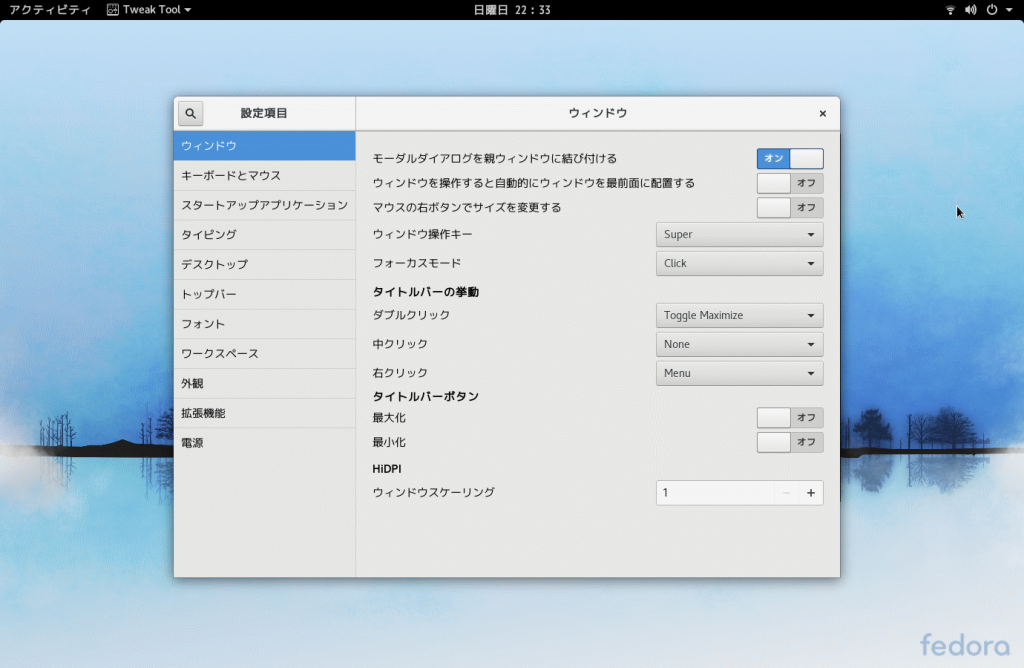 アクティビティ Tweak Tool 日曜日 22:33
設定項目 ウィンドウ
ウィンドウ
キーボードとマウス
スタートアップアプリケーション
タイピング
デスクトップ
トップバー
フォント
ワークスペース
外観
拡張機能
電源
モーダルダイアログを親ウィンドウに結び付ける オン
ウィンドウを操作すると自動的にウィンドウを最前面に配置する オフ
マウスの右ボタンでサイズを変更する オフ
ウィンドウ操作キー Super
フォーカスモード Click
タイトルバーの挙動
ダブルクリック Toggle Maximize
中クリック None
右クリック Menu
タイトルバーボタン
最大化 オフ
最小化 オフ
HiDPI
ウィンドウスケーリング 1
fedora